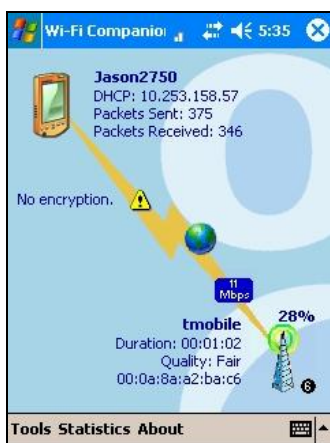 Wi-Fi Companion 5:35
Jason2750
DHCP: 10.253.158.57
Packets Sent: 375
Packets Received: 346
No encryption.
11
Mbps
28%
tmobile
Duration: 00:01:02
Quality: Fair
00:0a:8a:a2:ba:c6
6
Tools Statistics About